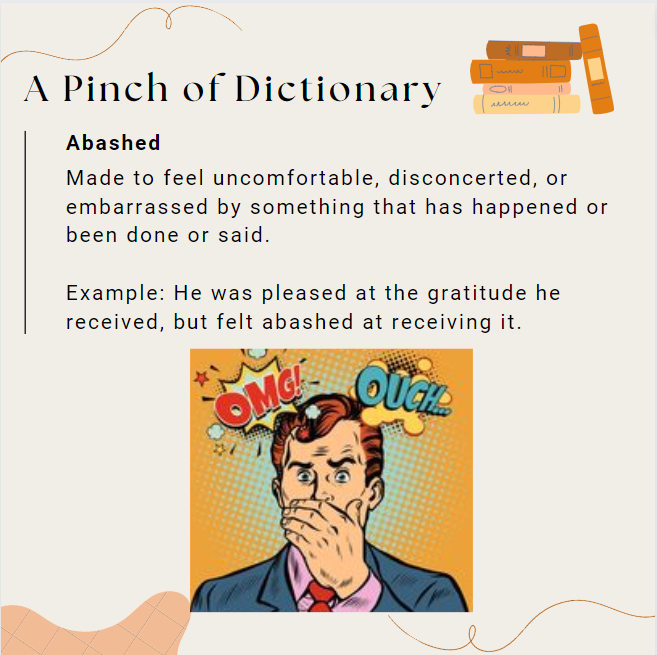 A Pinch of Dictionary
Abashed
Made to feel uncomfortable, disconcerted, or
embarrassed by something that has happened or
been done or said.
Example: He was pleased at the gratitude he
received, but felt abashed at receiving it.
OMG!
OUCH...